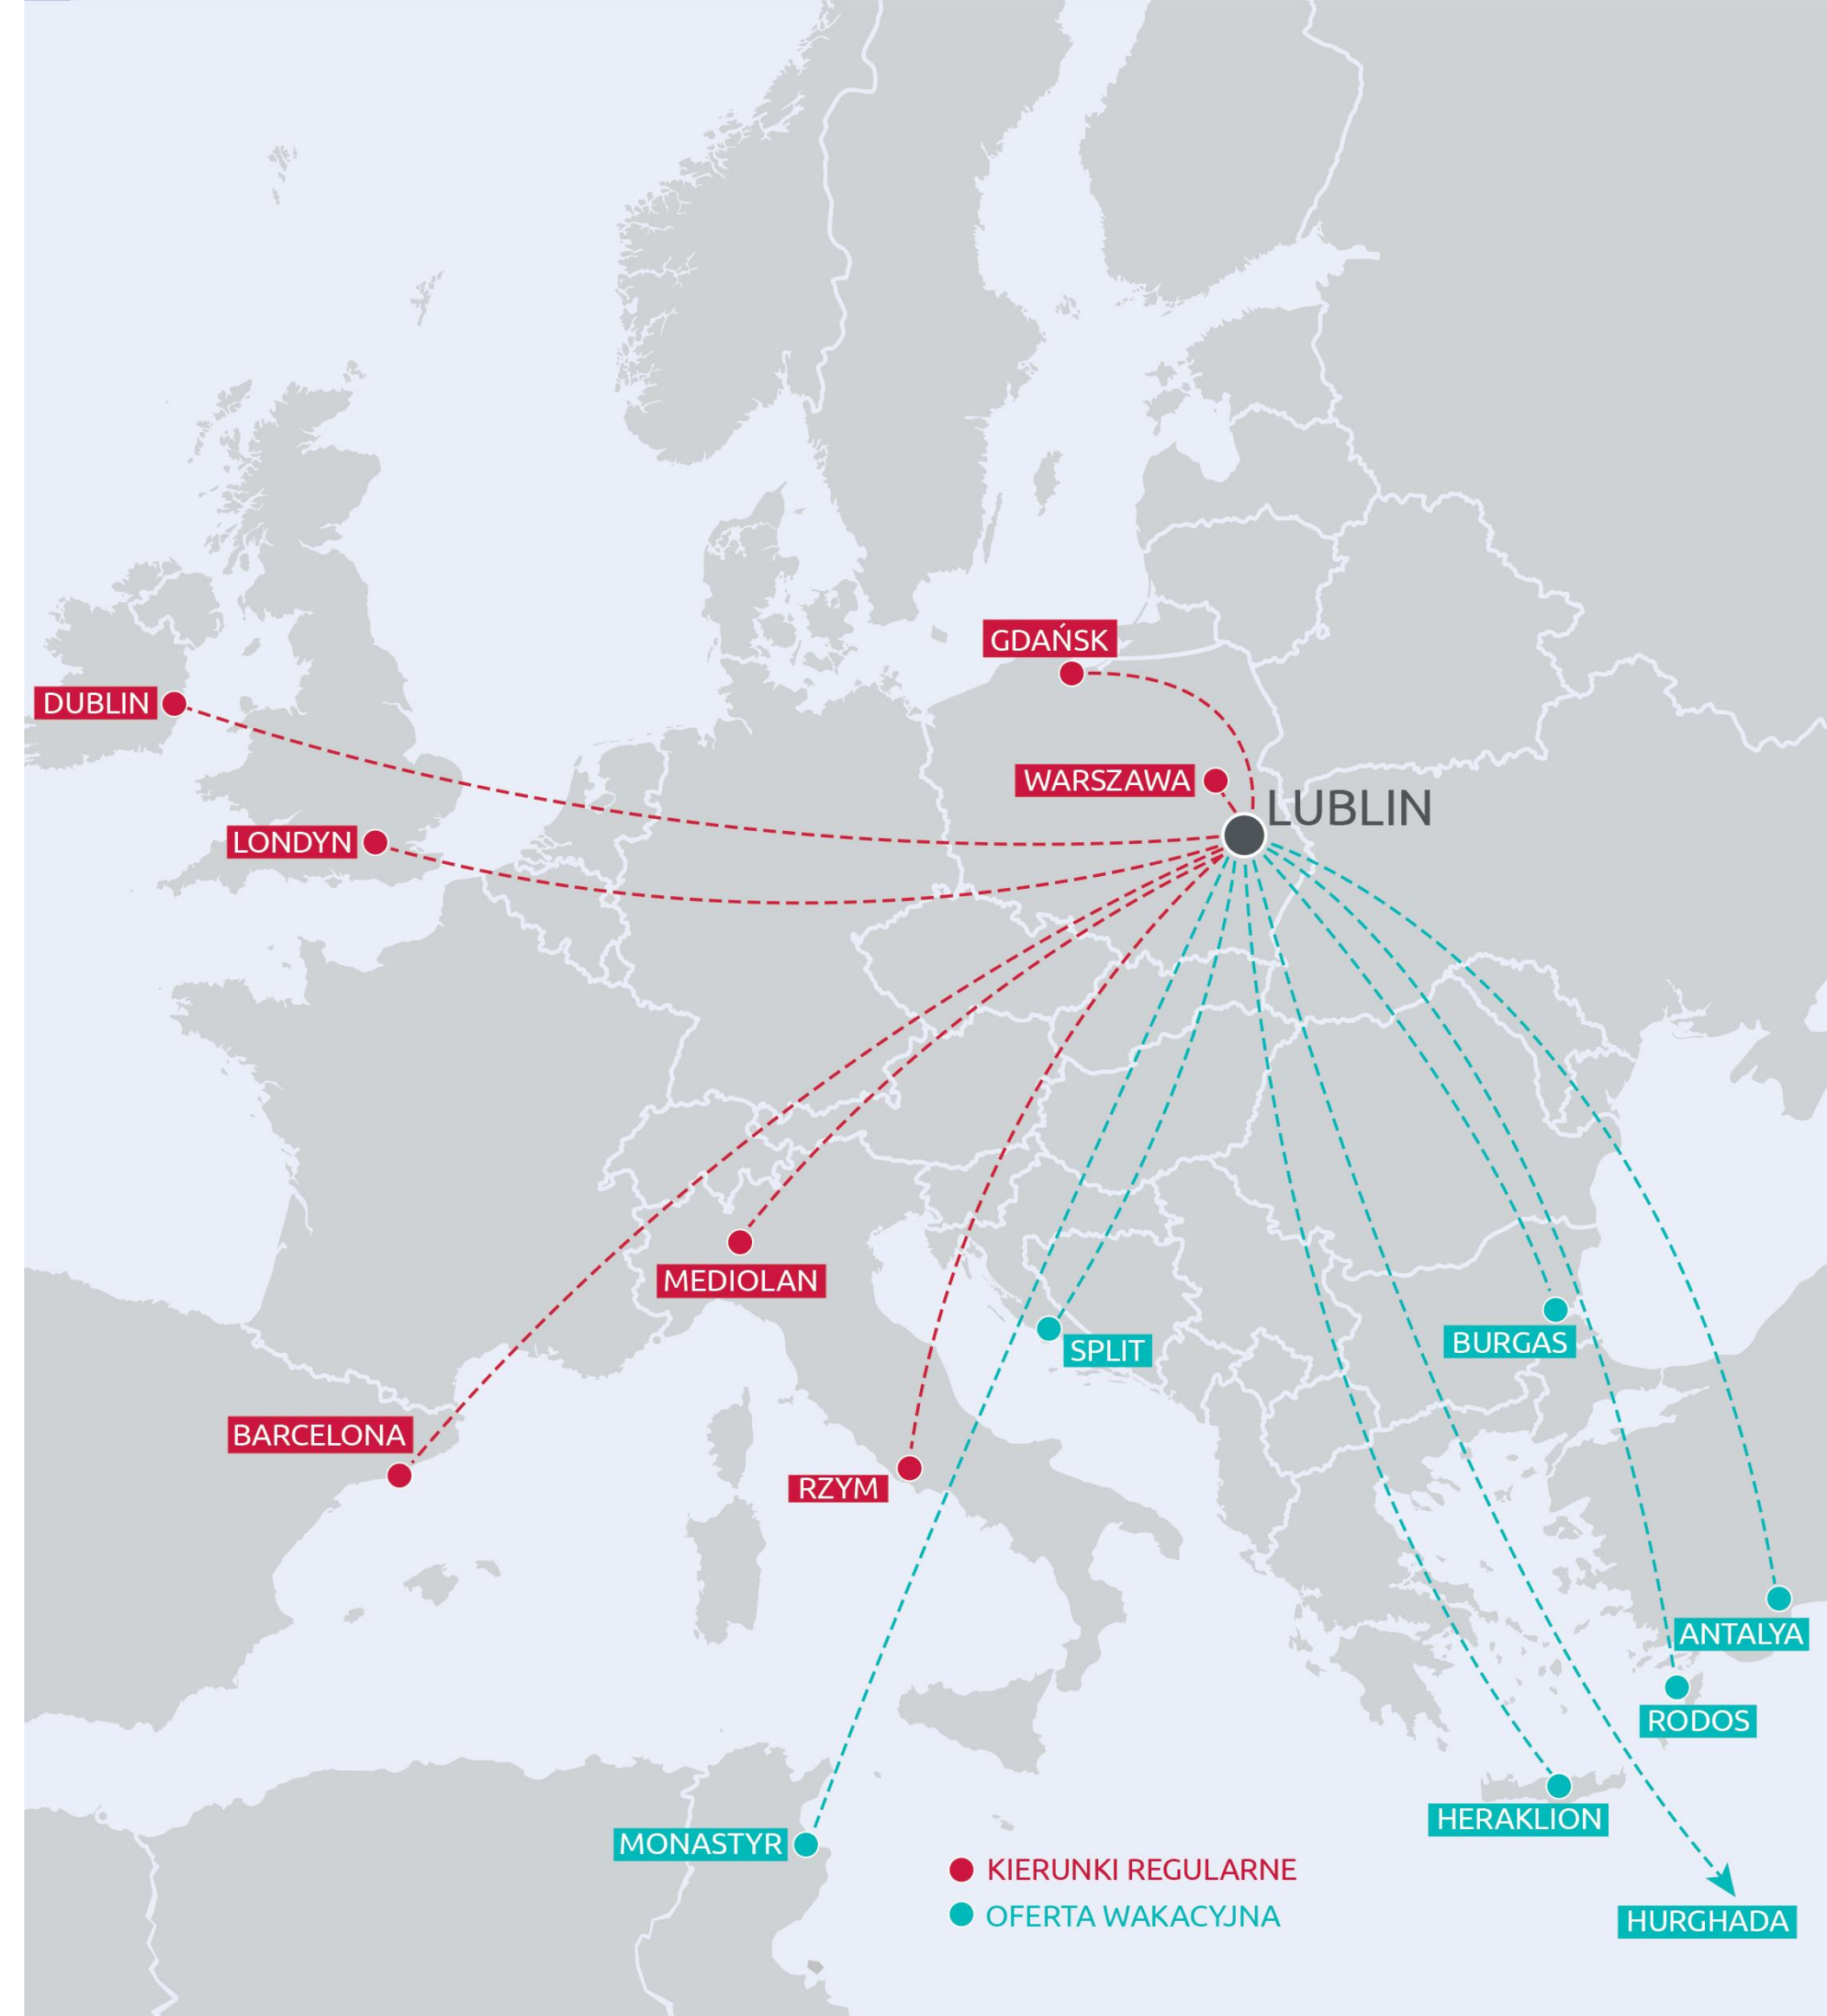 GDAŃSK
DUBLIN
WARSZAWA
LUBLIN
LONDYN
MEDIOLAN
SPLIT
BURGAS
BARCELONA
RZYM
ANTALYA
RODOS
HERAKLION
MONASTYR
KIERUNKI REGULARNE
OFERTA WAKACYJNA
HURGHADA